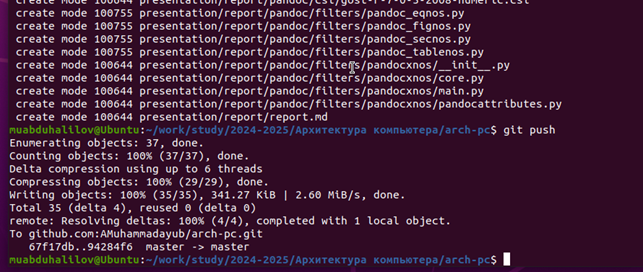 create mode 100644 presentation/report/pandoc/csl/gost-r-7-0-5-2008-numeric.csl
create mode 100755 presentation/report/pandoc/filters/pandoc_eqnos.py
create mode 100755 presentation/report/pandoc/filters/pandoc_fignos.py
create mode 100755 presentation/report/pandoc/filters/pandoc_secnos.py
create mode 100755 presentation/report/pandoc/filters/pandoc_tablenos.py
create mode 100644 presentation/report/pandoc/filters/pandocxnos/__init__.py
create mode 100644 presentation/report/pandoc/filters/pandocxnos/core.py
create mode 100644 presentation/report/pandoc/filters/pandocxnos/main.py
create mode 100644 presentation/report/pandoc/filters/pandocxnos/pandocattributes.py
create mode 100644 presentation/report/report.md
muabduhalilov@Ubuntu:~/work/study/2024-2025/Архитектура компьютера/arch-pc$ git push
Enumerating objects: 37, done.
Counting objects: 100% (37/37), done.
Delta compression using up to 6 threads
Compressing objects: 100% (29/29), done.
Writing objects: 100% (35/35), 341.27 KiB | 2.60 MiB/s, done.
Total 35 (delta 4), reused 0 (delta 0)
remote: Resolving deltas: 100% (4/4), completed with 1 local object.
To github.com:AMuhammadayub/arch-pc.git
67f17db..94284f6 master -> master
muabduhalilov@Ubuntu:~/work/study/2024-2025/Архитектура компьютера/arch-pc$